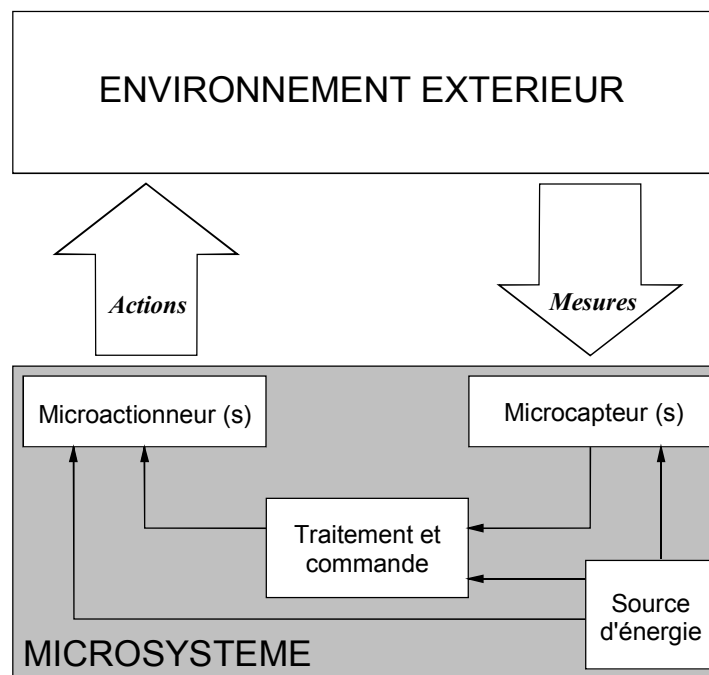 ENVIRONNEMENT EXTERIEUR
Actions
Mesures
Microactionneur (s)
Microcapteur (s)
Traitement et
commande
Source
d'énergie
MICROSYSTEME